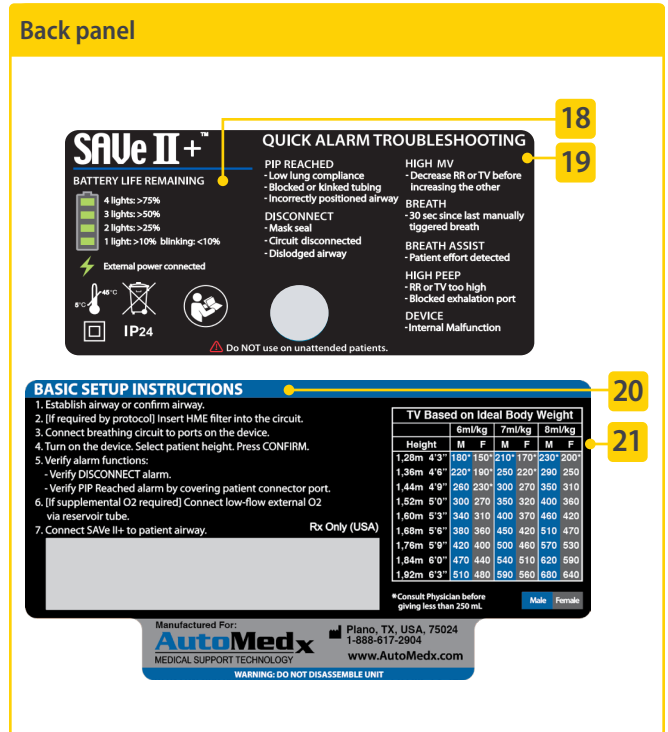 Back panel
18
19
SAVe II+™
BATTERY LIFE REMAINING
4 lights: >75%
3 lights: >50%
2 lights: >25%
1 light: >10% blinking: <10%
External power connected
5°C 45°C
IP24
QUICK ALARM TROUBLESHOOTING
PIP REACHED
- Low lung compliance
- Blocked or kinked tubing
- Incorrectly positioned airway
DISCONNECT
- Mask seal
- Circuit disconnected
- Dislodged airway
HIGH MV
- Decrease RR or TV before
increasing the other
BREATH
- 30 sec since last manually
tiggered breath
BREATH ASSIST
- Patient effort detected
HIGH PEEP
- RR or TV too high
- Blocked exhalation port
DEVICE
- Internal Malfunction
Do NOT use on unattended patients.
20
21
BASIC SETUP INSTRUCTIONS
1. Establish airway or confirm airway.
2. [If required by protocol] Insert HME filter into the circuit.
3. Connect breathing circuit to ports on the device.
4. Turn on the device. Select patient height. Press CONFIRM.
5. Verify alarm functions:
- Verify DISCONNECT alarm.
- Verify PIP Reached alarm by covering patient connector port.
6. [If supplemental O2 required] Connect low-flow external O2
via reservoir tube.
7. Connect SAVe II+ to patient airway.
Rx Only (USA)
TV Based on Ideal Body Weight
6ml/kg 7ml/kg 8ml/kg
Height M F M F M F
1,28m 4'3" 180* 150* 210* 170* 230* 200*
1,36m 4'6" 220* 190* 250 220* 290 250
1,44m 4'9" 260 230* 300 270 350 310
1,52m 5'0" 300 270 350 320 400 360
1,60m 5'3" 340 310 400 370 460 420
1,68m 5'6" 380 360 450 420 510 470
1,76m 5'9" 420 400 500 460 570 530
1,84m 6'0" 470 440 540 510 620 590
1,92m 6'3" 510 480 590 560 680 640
*Consult Physician before
giving less than 250 mL
Male Female
Manufactured For:
AutoMedx
MEDICAL SUPPORT TECHNOLOGY
Plano, TX, USA, 75024
1-888-617-2904
www.AutoMedx.com
WARNING: DO NOT DISASSEMBLE UNIT